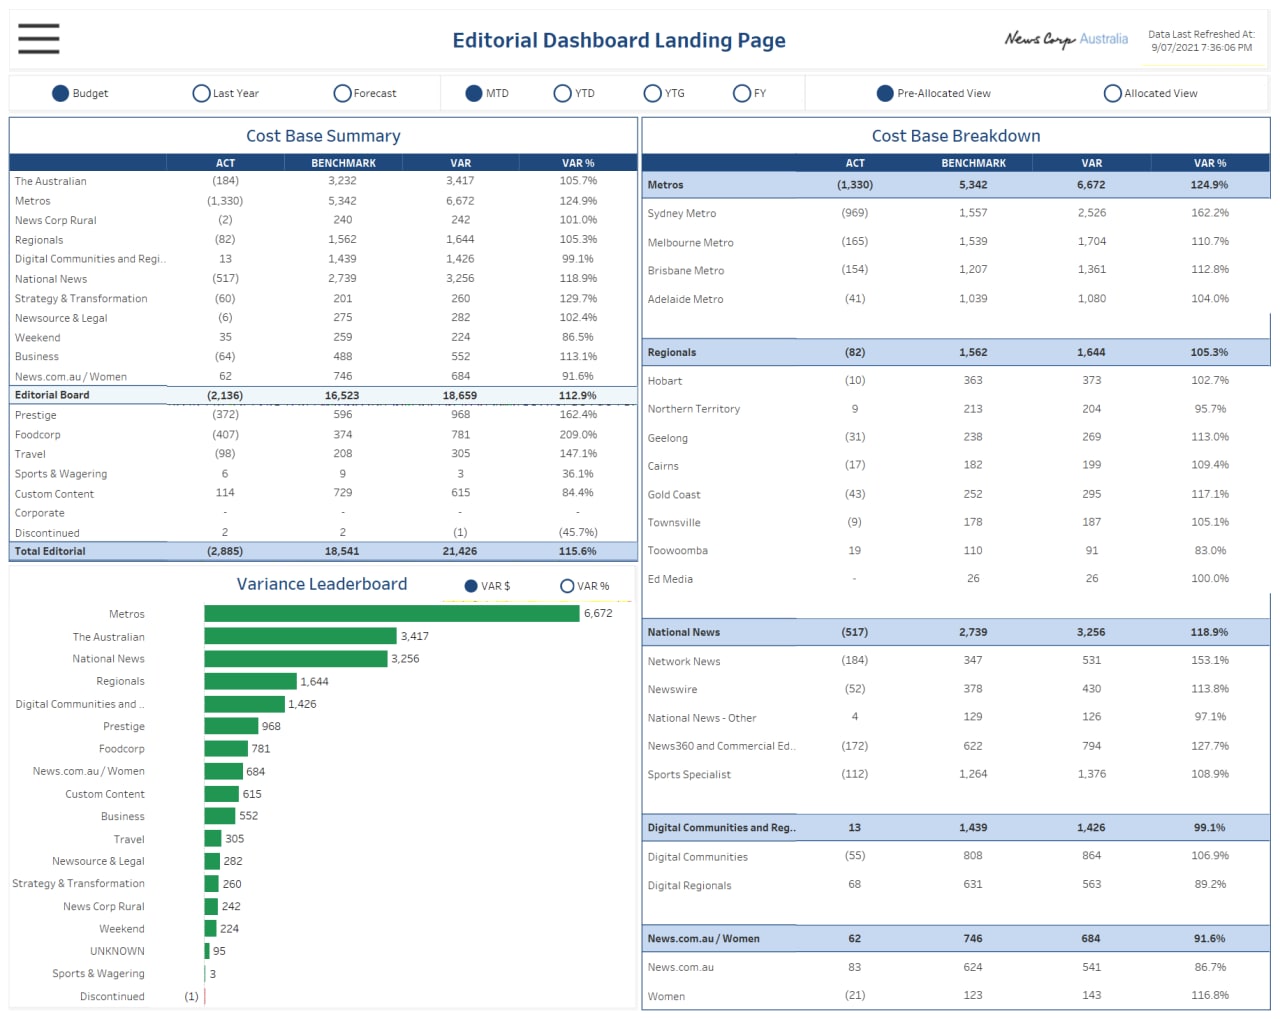 Editorial Dashboard Landing Page
News Corp Australia
Data Last Refreshed At:
9/07/2021 7:36:06 PM
Budget Last Year Forecast MTD YTD YTG FY Pre-Allocated View Allocated View
Cost Base Summary
ACT BENCHMARK VAR VAR %
The Australian (184) 3,232 3,417 105.7%
Metros (1,330) 5,342 6,672 124.9%
News Corp Rural (2) 240 242 101.0%
Regionals (82) 1,562 1,644 105.3%
Digital Communities and Regi.. 13 1,439 1,426 99.1%
National News (517) 2,739 3,256 118.9%
Strategy & Transformation (60) 201 260 129.7%
Newsource & Legal (6) 275 282 102.4%
Weekend 35 259 224 86.5%
Business (64) 488 552 113.1%
News.com.au / Women 62 746 684 91.6%
Editorial Board (2,136) 16,523 18,659 112.9%
Prestige (372) 596 968 162.4%
Foodcorp (407) 374 781 209.0%
Travel (98) 208 305 147.1%
Sports & Wagering 6 9 3 36.1%
Custom Content 114 729 615 84.4%
Corporate - - - -
Discontinued 2 2 (1) (45.7%)
Total Editorial (2,885) 18,541 21,426 115.6%
Variance Leaderboard VAR $ VAR %
Metros 6,672
The Australian 3,417
National News 3,256
Regionals 1,644
Digital Communities and .. 1,426
Prestige 968
Foodcorp 781
News.com.au / Women 684
Custom Content 615
Business 552
Travel 305
Newsource & Legal 282
Strategy & Transformation 260
News Corp Rural 242
Weekend 224
UNKNOWN 95
Sports & Wagering 3
Discontinued (1)
Cost Base Breakdown
ACT BENCHMARK VAR VAR %
Metros (1,330) 5,342 6,672 124.9%
Sydney Metro (969) 1,557 2,526 162.2%
Melbourne Metro (165) 1,539 1,704 110.7%
Brisbane Metro (154) 1,207 1,361 112.8%
Adelaide Metro (41) 1,039 1,080 104.0%
Regionals (82) 1,562 1,644 105.3%
Hobart (10) 363 373 102.7%
Northern Territory 9 213 204 95.7%
Geelong (31) 238 269 113.0%
Cairns (17) 182 199 109.4%
Gold Coast (43) 252 295 117.1%
Townsville (9) 178 187 105.1%
Toowoomba 19 110 91 83.0%
Ed Media - 26 26 100.0%
National News (517) 2,739 3,256 118.9%
Network News (184) 347 531 153.1%
Newswire (52) 378 430 113.8%
National News - Other 4 129 126 97.1%
News360 and Commercial Ed.. (172) 622 794 127.7%
Sports Specialist (112) 1,264 1,376 108.9%
Digital Communities and Reg.. 13 1,439 1,426 99.1%
Digital Communities (55) 808 864 106.9%
Digital Regionals 68 631 563 89.2%
News.com.au / Women 62 746 684 91.6%
News.com.au 83 624 541 86.7%
Women (21) 123 143 116.8%